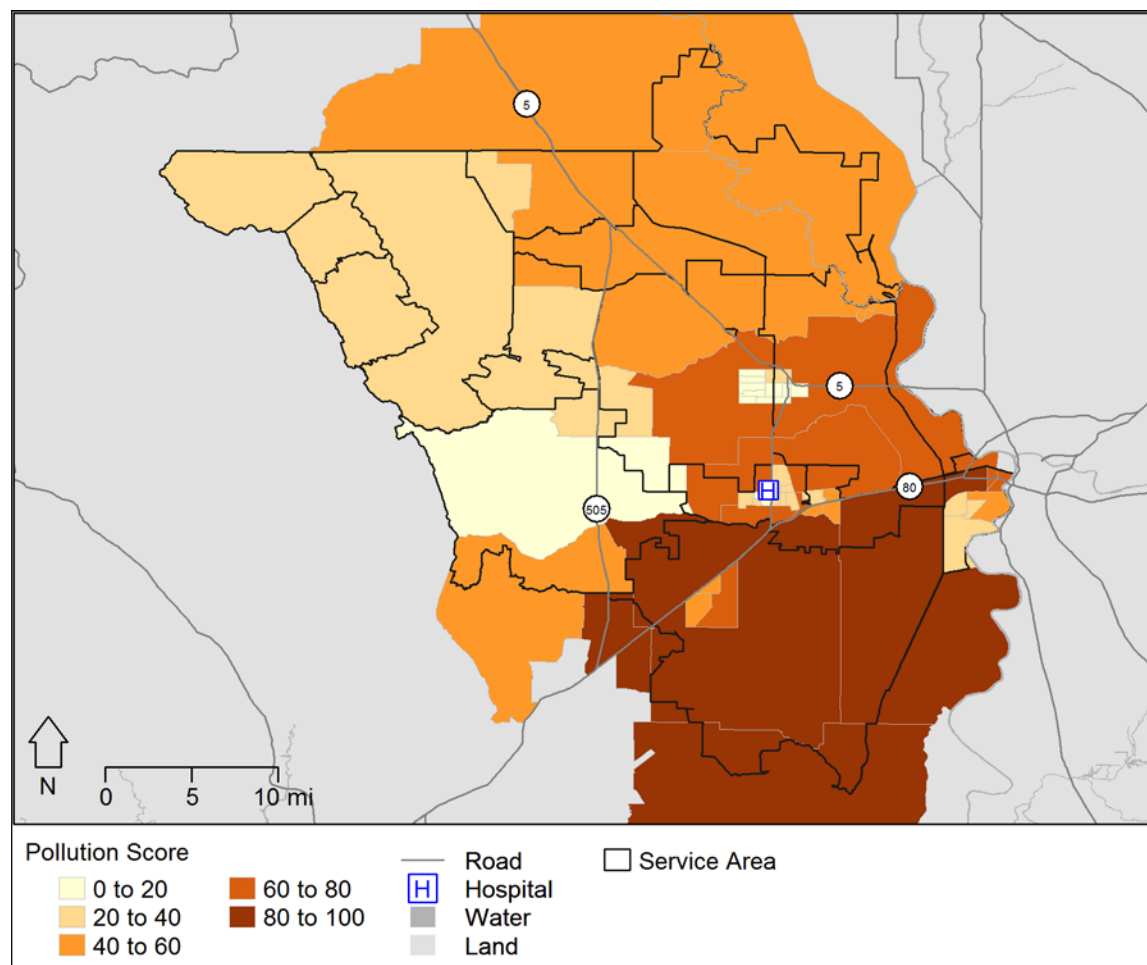 5
5
80
505
N
0 5 10 mi
Pollution Score
0 to 20
20 to 40
40 to 60
60 to 80
80 to 100
Road
H Hospital
Water
Land
Service Area
H